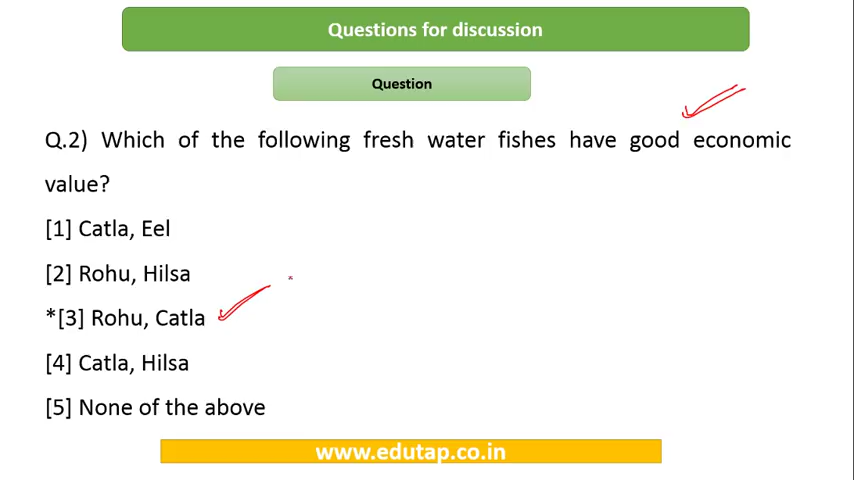 Questions for discussion
Question
Q.2) Which of the following fresh water fishes have good economic
value?
[1] Catla, Eel
[2] Rohu, Hilsa
*[3] Rohu, Catla
[4] Catla, Hilsa
[5] None of the above
www.edutap.co.in